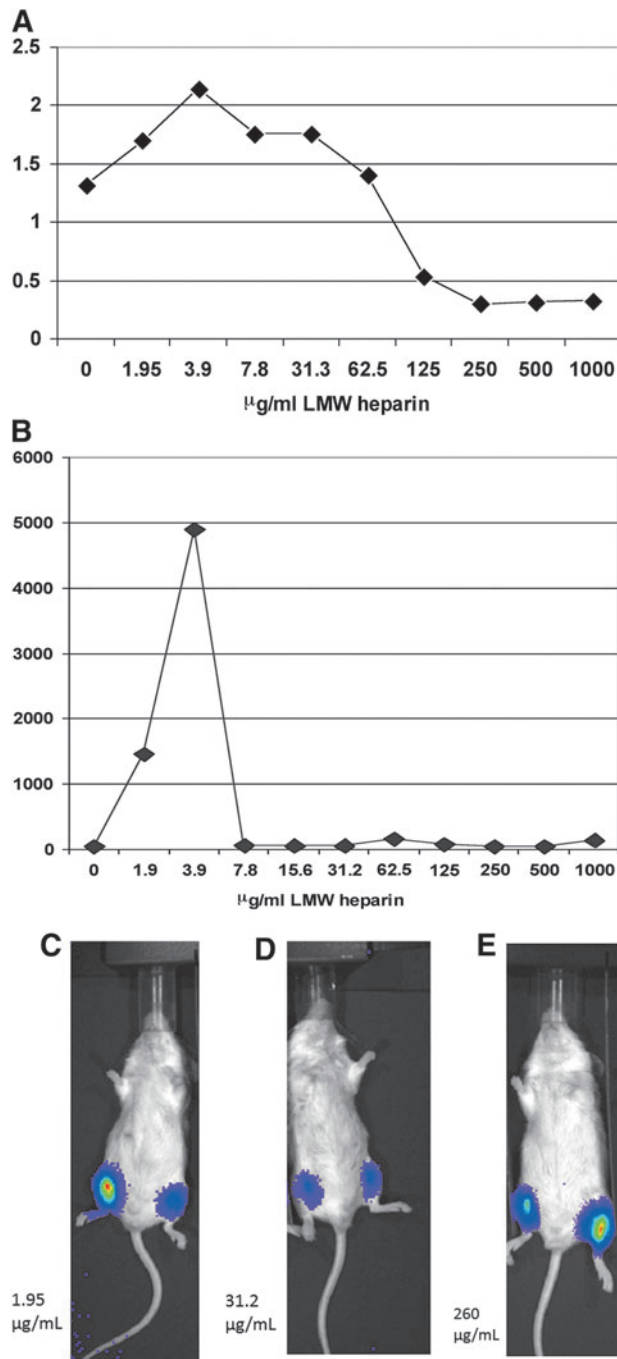 A
2.5
2
1.5
1
0.5
0
0 1.95 3.9 7.8 31.3 62.5 125 250 500 1000
µg/ml LMW heparin
B
6000
5000
4000
3000
2000
1000
0
0 1.9 3.9 7.8 15.6 31.2 62.5 125 250 500 1000
µg/ml LMW heparin
C D E
1.95
µg/mL
31.2
µg/mL
260
µg/mL